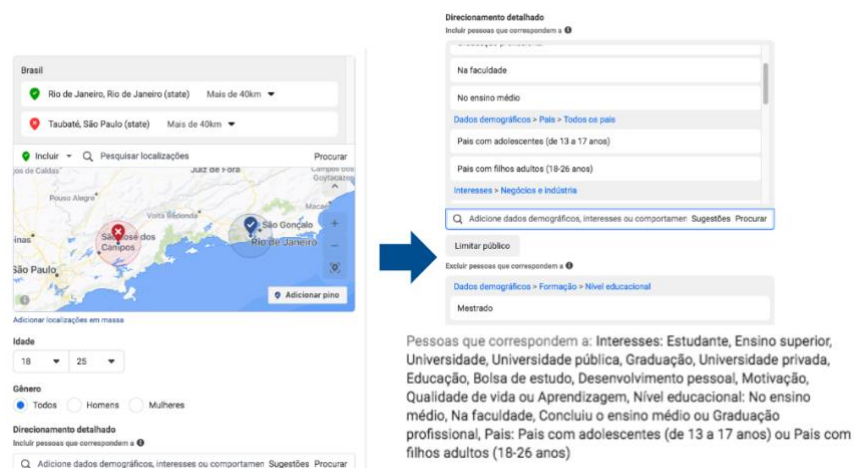 Brasil
Rio de Janeiro, Rio de Janeiro (state) Mais de 40km
Taubaté, São Paulo (state) Mais de 40km
Incluir Pesquisar localizações Procurar
Juiz de Fora
Pouso Alegre
Volta Redonda
São Gonçalo
São José dos
Campos
Rio de Janeiro
São Paulo
Adicionar pino
Adicionar localizações em massa
Idade
18 25
Gênero
Todos Homens Mulheres
Direcionamento detalhado
Incluir pessoas que correspondem a
Adicione dados demográficos, interesses ou comportamen Sugestões Procurar
Direcionamento detalhado
Incluir pessoas que correspondem a
Na faculdade
No ensino médio
Dados demográficos > Pais > Todos os pais
Pais com adolescentes (de 13 a 17 anos)
Pais com filhos adultos (18-26 anos)
Interesses > Negócios e indústria
Adicione dados demográficos, interesses ou comportamen Sugestões Procurar
Limitar público
Excluir pessoas que correspondem a
Dados demográficos > Formação > Nível educacional
Mestrado
Pessoas que correspondem a: Interesses: Estudante, Ensino superior,
Universidade, Universidade pública, Graduação, Universidade privada,
Educação, Bolsa de estudo, Desenvolvimento pessoal, Motivação,
Qualidade de vida ou Aprendizagem, Nível educacional: No ensino
médio, Na faculdade, Concluiu o ensino médio ou Graduação
profissional, Pais: Pais com adolescentes (de 13 a 17 anos) ou Pais com
filhos adultos (18-26 anos)